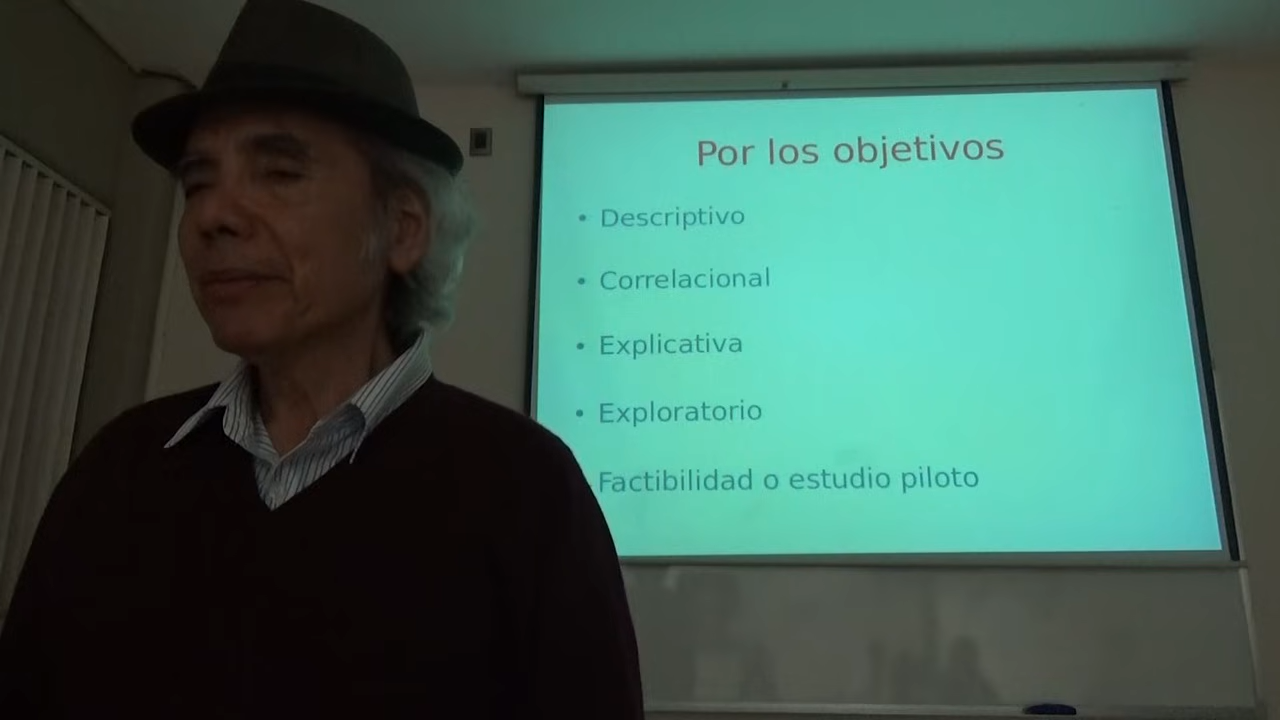 Por los objetivos
• Descriptivo
• Correlacional
• Explicativa
• Exploratorio
Factibilidad o estudio piloto